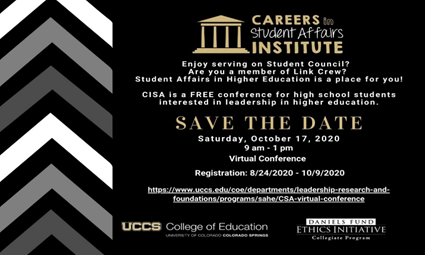 CAREERS in
Student Affairs
INSTITUTE
Enjoy serving on Student Council?
Are you a member of Link Crew?
Student Affairs in Higher Education is a place for you!
CISA is a FREE conference for high school students
interested in leadership in higher education.
SAVE THE DATE
Saturday, October 17, 2020
9 am - 1 pm
Virtual Conference
Registration: 8/24/2020 - 10/9/2020
https://www.uccs.edu/coe/departments/leadership-research-and-
foundations/programs/sahe/CSA-virtual-conference
UCCS College of Education
UNIVERSITY OF COLORADO COLORADO SPRINGS
DANIELS FUND
ETHICS INITIATIVE
Collegiate Program